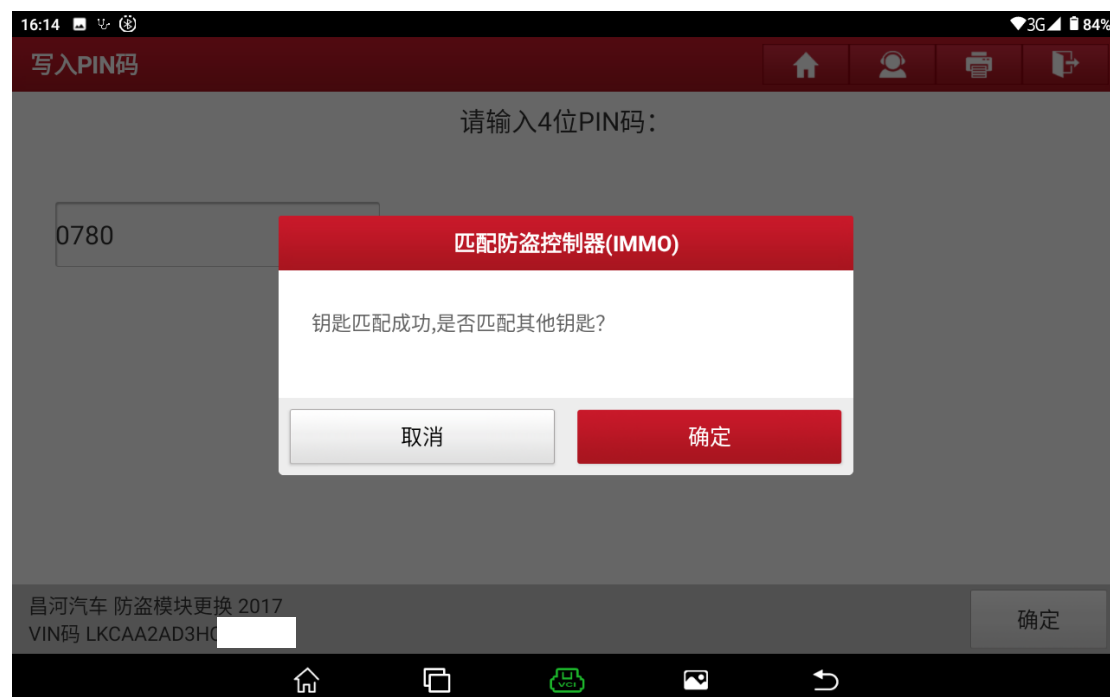 16:14
3G 84%
写入PIN码
请输入4位PIN码：
0780
匹配防盗控制器(IMMO)
钥匙匹配成功,是否匹配其他钥匙?
取消
确定
昌河汽车 防盗模块更换 2017
VIN码 LKCAA2AD3H
确定
VCI